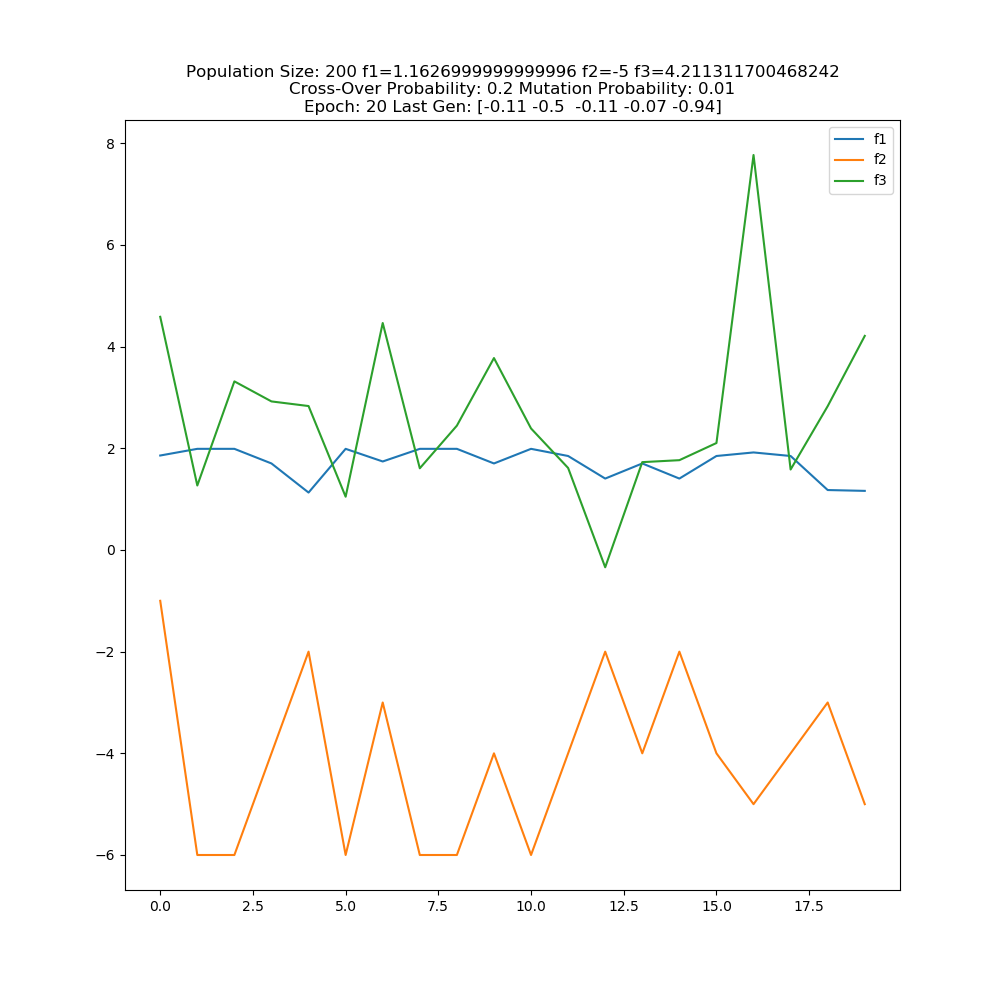 Population Size: 200 f1=1.1626999999999996 f2=-5 f3=4.211311700468242
Cross-Over Probability: 0.2 Mutation Probability: 0.01
Epoch: 20 Last Gen: [-0.11 -0.5  -0.11 -0.07 -0.94]
f1
f2
f3
8
6
4
2
0
−2
−4
−6
0.0 2.5 5.0 7.5 10.0 12.5 15.0 17.5